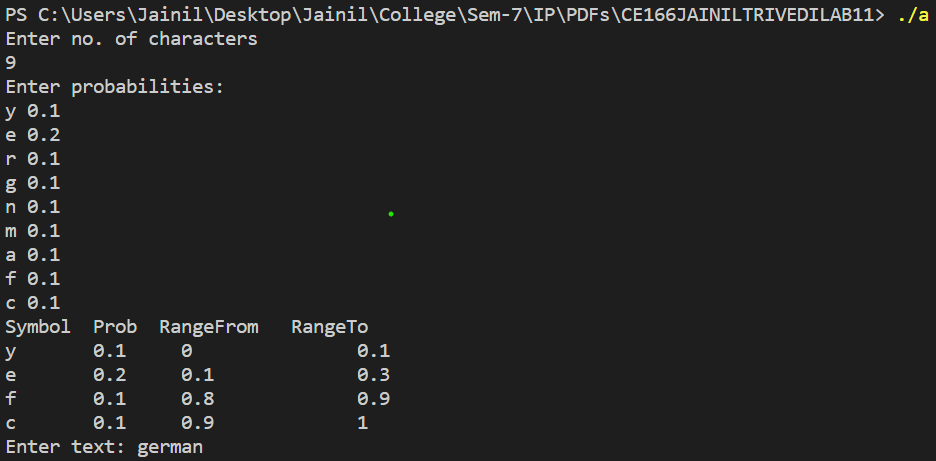 PS C:\Users\Jainil\Desktop\Jainil\College\Sem-7\IP\PDFs\CE166JAINILTRIVEDILAB11> ./a
Enter no. of characters
9
Enter probabilities:
y 0.1
e 0.2
r 0.1
g 0.1
n 0.1
m 0.1
a 0.1
f 0.1
c 0.1
Symbol  Prob  RangeFrom   RangeTo
y       0.1     0               0.1
e       0.2     0.1             0.3
f       0.1     0.8             0.9
c       0.1     0.9             1
Enter text: german